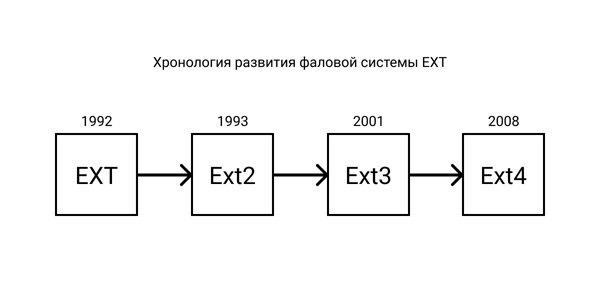 Хронология развития фаловой системы EXT
1992 1993 2001 2008
EXT Ext2 Ext3 Ext4